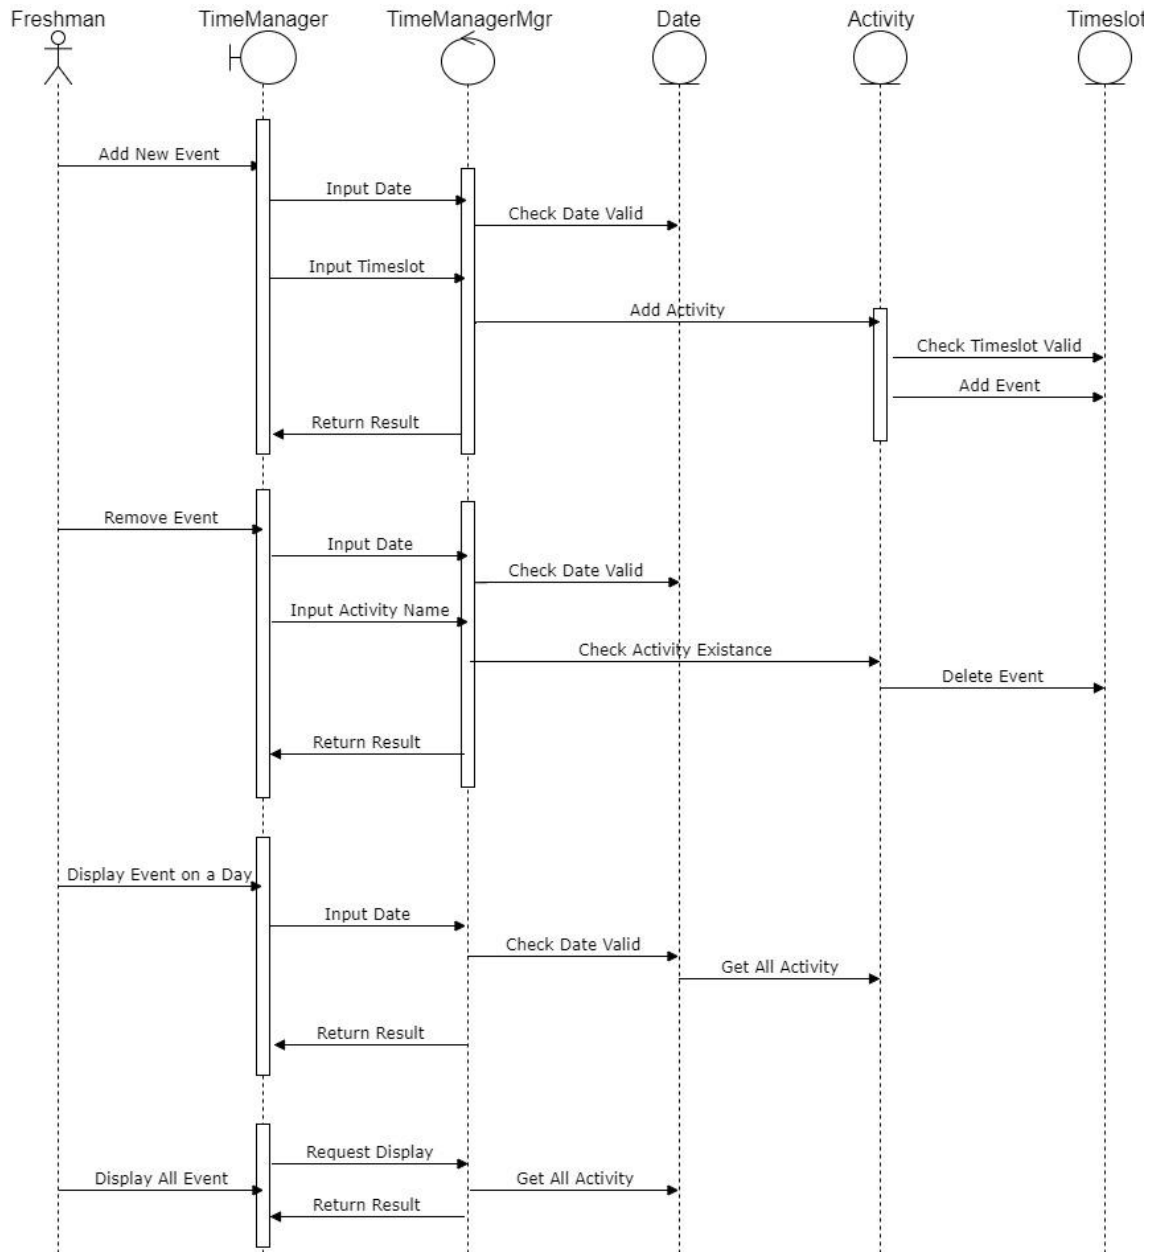 Freshman
TimeManager
TimeManagerMgr
Date
Activity
Timeslot
Add New Event
Input Date
Check Date Valid
Input Timeslot
Add Activity
Check Timeslot Valid
Add Event
Return Result
Remove Event
Input Date
Check Date Valid
Input Activity Name
Check Activity Existance
Delete Event
Return Result
Display Event on a Day
Input Date
Check Date Valid
Get All Activity
Return Result
Request Display
Display All Event
Get All Activity
Return Result